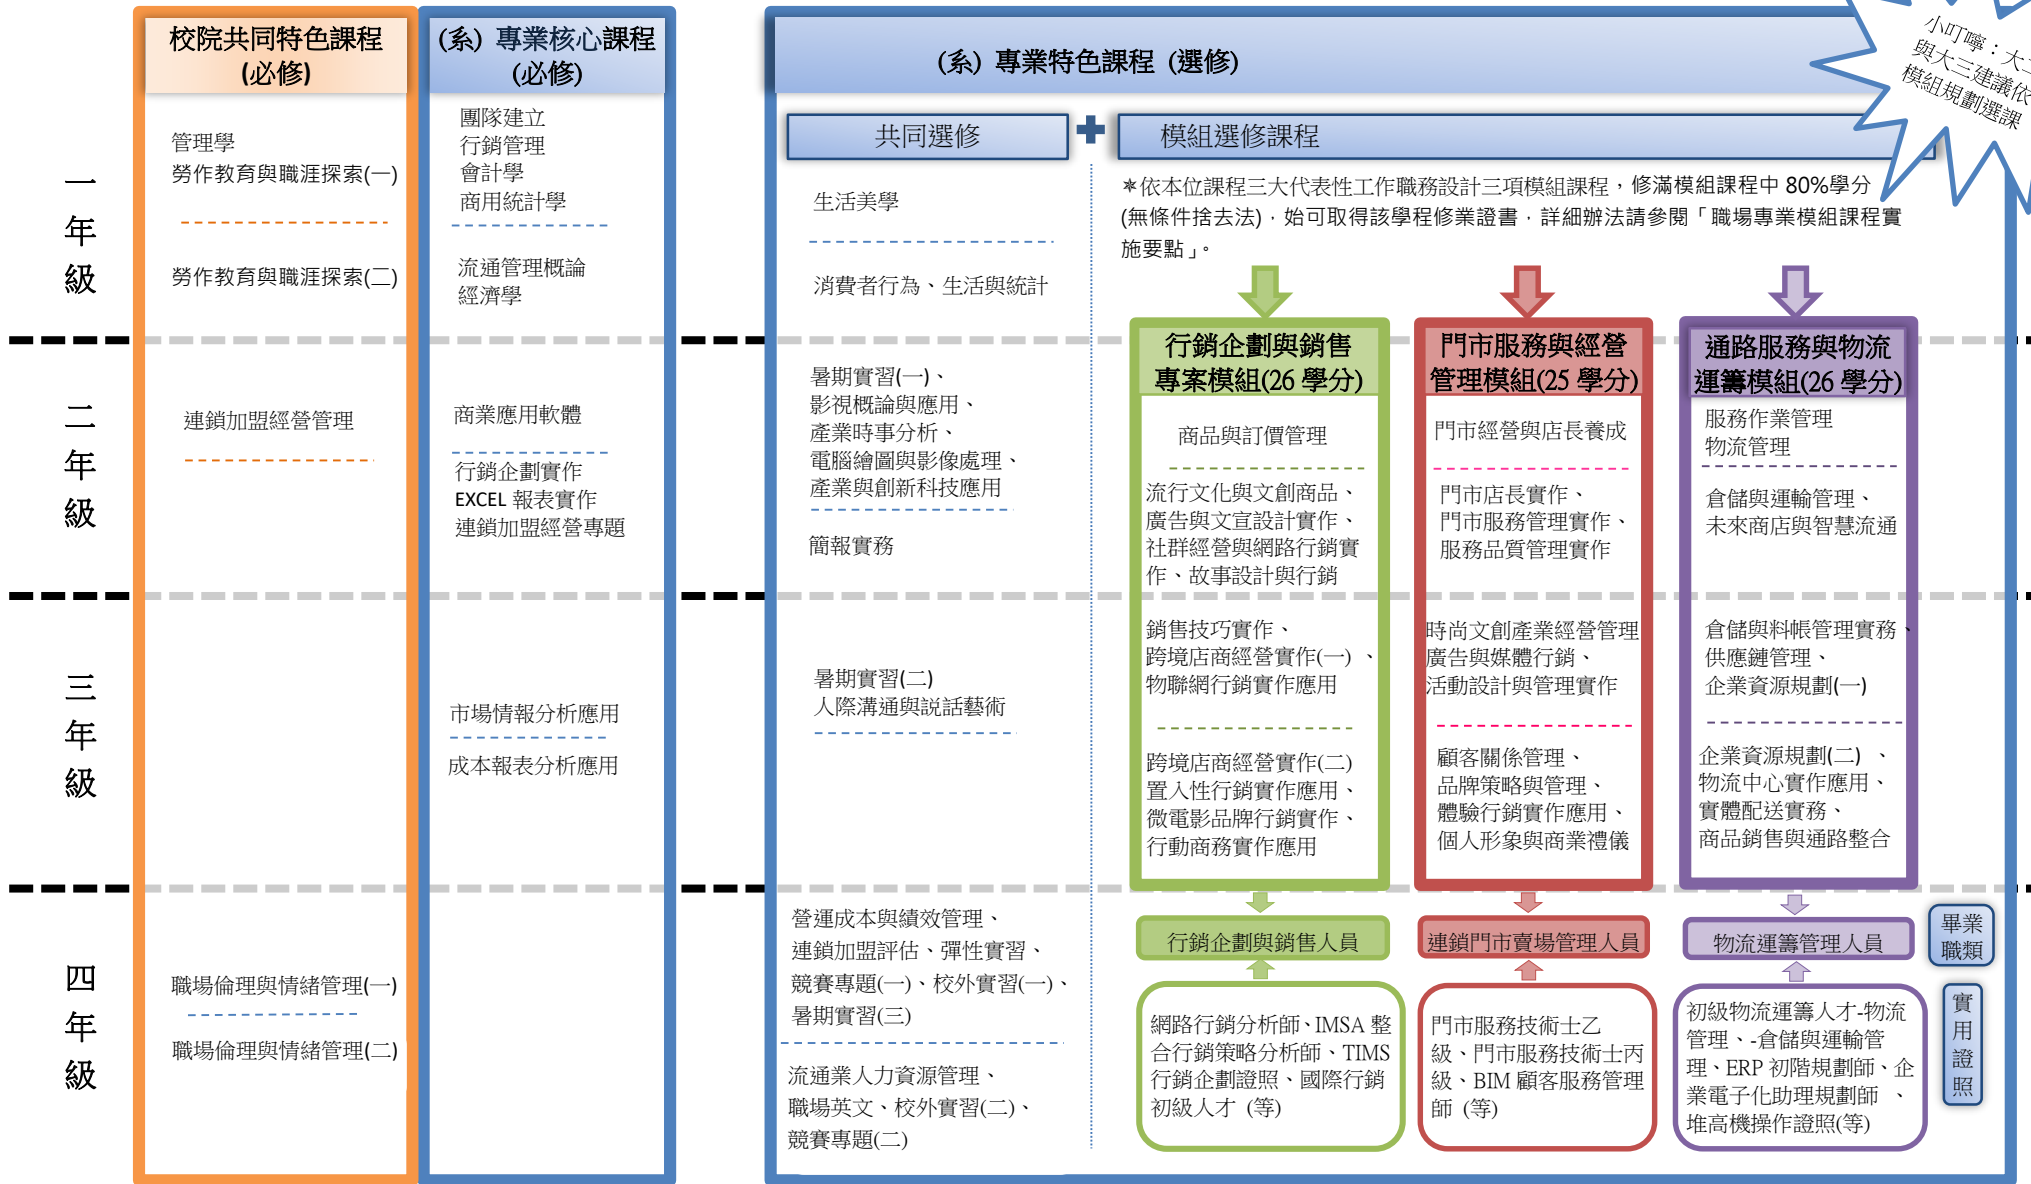 校院共同特色課程
(必修)
(系) 專業核心課程
(必修)
(系) 專業特色課程 (選修)
小叮嚀：大二
與大三建議依
模組規劃選課
共同選修
模組選修課程
一年級
管理學
勞作教育與職涯探索(一)
勞作教育與職涯探索(二)
團隊建立
行銷管理
會計學
商用統計學
流通管理概論
經濟學
生活美學
消費者行為、生活與統計
*依本位課程三大代表性工作職務設計三項模組課程，修滿模組課程中 80%學分
(無條件捨去法)，始可取得該學程修業證書，詳細辦法請參閱「職場專業模組課程實
施要點」。
行銷企劃與銷售
專案模組(26 學分)
門市服務與經營
管理模組(25 學分)
通路服務與物流
運籌模組(26 學分)
二年級
連鎖加盟經營管理
商業應用軟體
行銷企劃實作
EXCEL 報表實作
連鎖加盟經營專題
暑期實習(一)、
影視概論與應用、
產業時事分析、
電腦繪圖與影像處理、
產業與創新科技應用
簡報實務
商品與訂價管理
流行文化與文創商品、
廣告與文宣設計實作、
社群經營與網路行銷實
作、故事設計與行銷
門市經營與店長養成
門市店長實作、
門市服務管理實作、
服務品質管理實作
服務作業管理
物流管理
倉儲與運輸管理、
未來商店與智慧流通
三年級
市場情報分析應用
成本報表分析應用
暑期實習(二)
人際溝通與說話藝術
銷售技巧實作、
跨境店商經營實作(一) 、
物聯網行銷實作應用
跨境店商經營實作(二)
置入性行銷實作應用、
微電影品牌行銷實作、
行動商務實作應用
時尚文創產業經營管理
廣告與媒體行銷、
活動設計與管理實作
顧客關係管理、
品牌策略與管理、
體驗行銷實作應用、
個人形象與商業禮儀
倉儲與料帳管理實務、
供應鏈管理、
企業資源規劃(一)
企業資源規劃(二) 、
物流中心實作應用、
實體配送實務、
商品銷售與通路整合
四年級
職場倫理與情緒管理(一)
職場倫理與情緒管理(二)
營運成本與績效管理、
連鎖加盟評估、彈性實習、
競賽專題(一)、校外實習(一)、
暑期實習(三)
流通業人力資源管理、
職場英文、校外實習(二)、
競賽專題(二)
行銷企劃與銷售人員
連鎖門市賣場管理人員
物流運籌管理人員
畢業
職類
網路行銷分析師、IMSA 整
合行銷策略分析師、TIMS
行銷企劃證照、國際行銷
初級人才 (等)
門市服務技術士乙
級、門市服務技術士丙
級、BIM 顧客服務管理
師 (等)
初級物流運籌人才-物流
管理、-倉儲與運輸管
理、ERP 初階規劃師、企
業電子化助理規劃師 、
堆高機操作證照(等)
實用證照